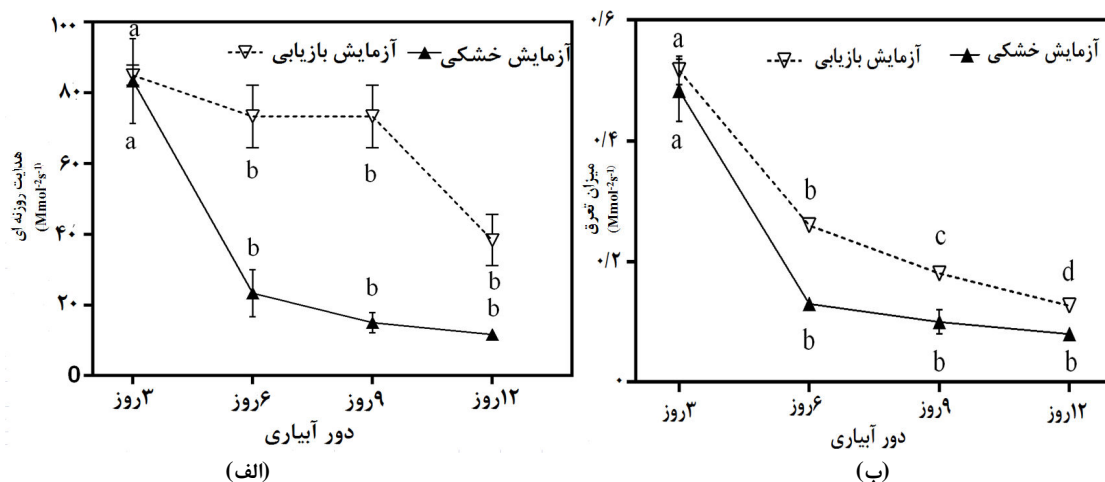 ۱۰۰
۸۰
۶۰
۴۰
۲۰
0
هدایت روزنه ای
(Mmol⁻²s⁻¹)
آزمایش بازیابی
آزمایش خشکی
a
a
b
b
b
b
b
b
۳روز
۶روز
۹روز
۱۲روز
دور آبیاری
(الف)
۰/۶
۰/۴
۰/۲
۰
میزان تعرق
(Mmol⁻²s⁻¹)
آزمایش بازیابی
آزمایش خشکی
a
a
b
c
d
b
b
b
۳روز
۶روز
۹روز
۱۲روز
دور آبیاری
(ب)